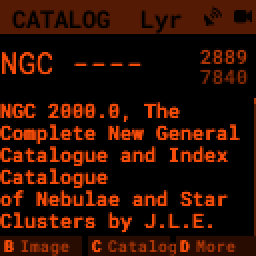 CATALOG Lyr
NGC ---- 2889
7840
NGC 2000.0, The
Complete New General
Catalogue and Index
Catalogue
of Nebulae and Star
Clusters by J.L.E.
B Image C Catalog D More